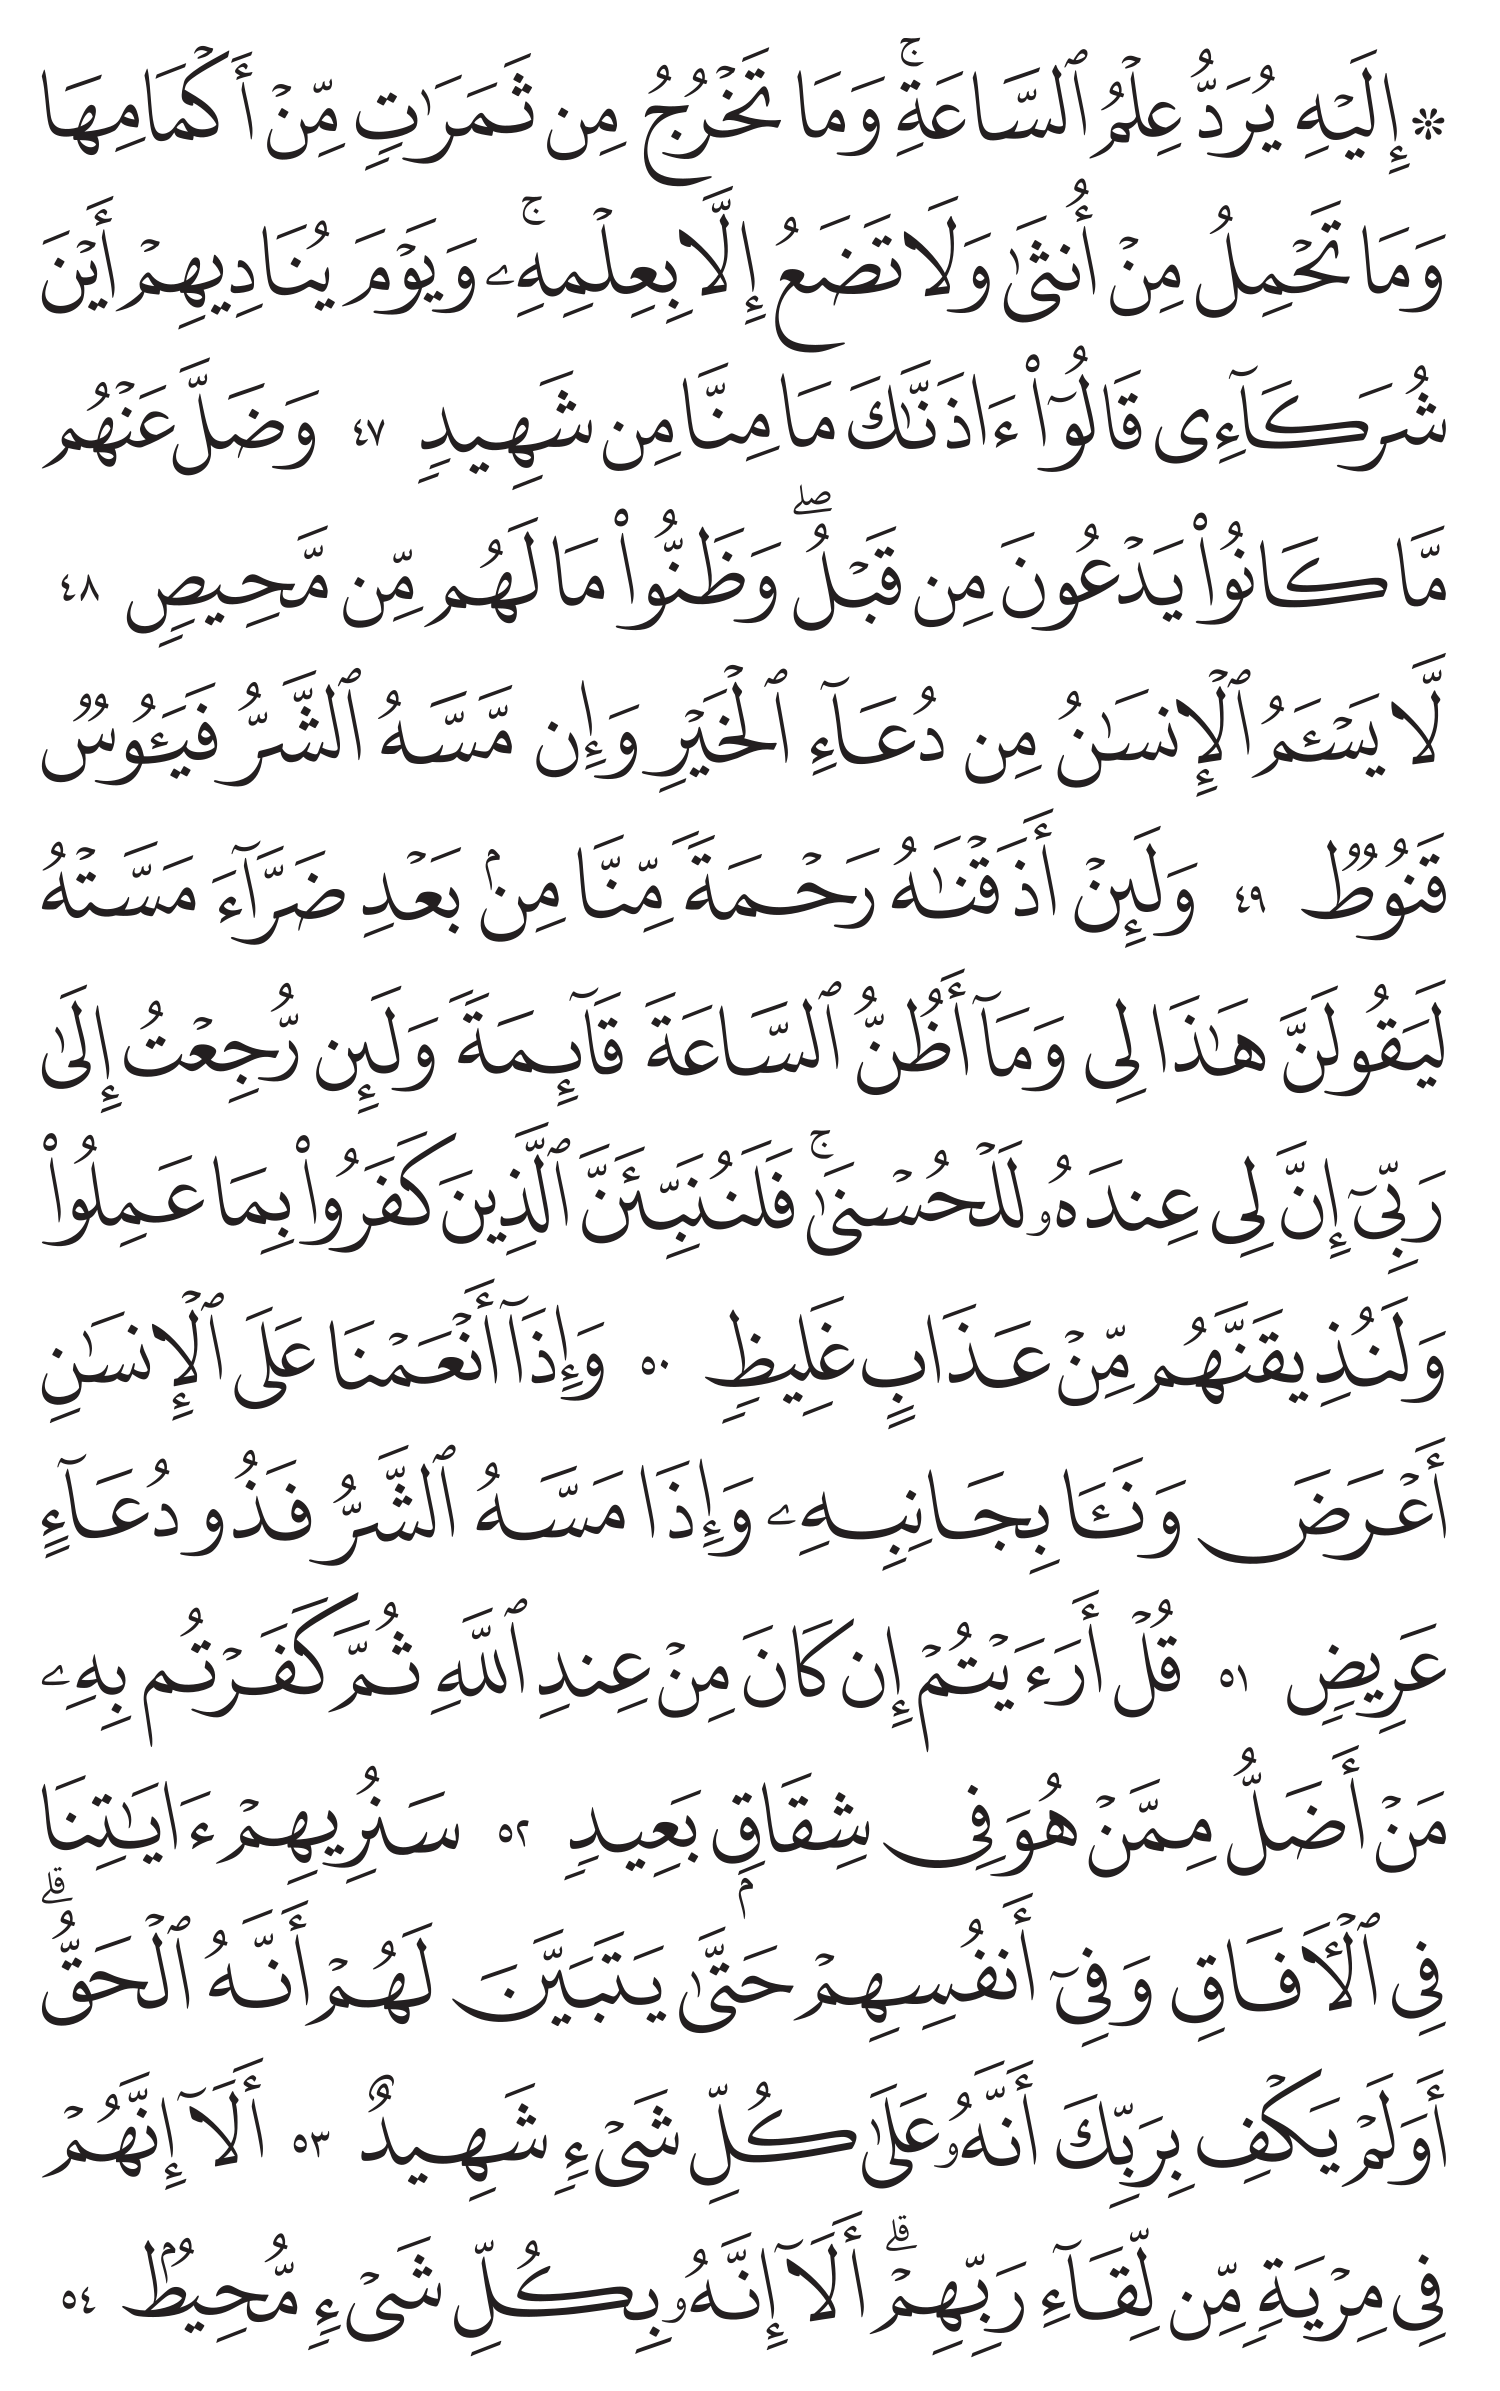 ۞ إِلَيْهِ يُرَدُّ عِلْمُ ٱلسَّاعَةِۚ وَمَا تَخْرُجُ مِن ثَمَرَٰتٍ مِّنْ أَكْمَامِهَا
وَمَا تَحْمِلُ مِنْ أُنثَىٰ وَلَا تَضَعُ إِلَّا بِعِلْمِهِۦۚ وَيَوْمَ يُنَادِيهِمْ أَيْنَ
شُرَكَآءِى قَالُوٓا۟ ءَاذَنَّـٰكَ مَا مِنَّا مِن شَهِيدٍ ٤٧ وَضَلَّ عَنْهُم
مَّا كَانُوا۟ يَدْعُونَ مِن قَبْلُۖ وَظَنُّوا۟ مَا لَهُم مِّن مَّحِيصٍ ٤٨
لَّا يَسْـَٔمُ ٱلْإِنسَـٰنُ مِن دُعَآءِ ٱلْخَيْرِ وَإِن مَّسَّهُ ٱلشَّرُّ فَيَـُٔوسٌ
قَنُوطٌ ٤٩ وَلَئِنْ أَذَقْنَـٰهُ رَحْمَةً مِّنَّا مِنۢ بَعْدِ ضَرَّآءَ مَسَّتْهُ
لَيَقُولَنَّ هَـٰذَا لِى وَمَآ أَظُنُّ ٱلسَّاعَةَ قَآئِمَةً وَلَئِن رُّجِعْتُ إِلَىٰ
رَبِّىٓ إِنَّ لِى عِندَهُۥ لَلْحُسْنَىٰۚ فَلَنُنَبِّئَنَّ ٱلَّذِينَ كَفَرُوا۟ بِمَا عَمِلُوا۟
وَلَنُذِيقَنَّهُم مِّنْ عَذَابٍ غَلِيظٍ ٥٠ وَإِذَآ أَنْعَمْنَا عَلَى ٱلْإِنسَـٰنِ
أَعْرَضَ وَنَـَٔا بِجَانِبِهِۦ وَإِذَا مَسَّهُ ٱلشَّرُّ فَذُو دُعَآءٍ
عَرِيضٍ ٥١ قُلْ أَرَءَيْتُمْ إِن كَانَ مِنْ عِندِ ٱللَّهِ ثُمَّ كَفَرْتُم بِهِۦ
مَنْ أَضَلُّ مِمَّنْ هُوَ فِى شِقَاقٍۭ بَعِيدٍ ٥٢ سَنُرِيهِمْ ءَايَـٰتِنَا
فِى ٱلْـَٔافَاقِ وَفِىٓ أَنفُسِهِمْ حَتَّىٰ يَتَبَيَّنَ لَهُمْ أَنَّهُ ٱلْحَقُّۗ
أَوَلَمْ يَكْفِ بِرَبِّكَ أَنَّهُۥ عَلَىٰ كُلِّ شَىْءٍ شَهِيدٌ ٥٣ أَلَآ إِنَّهُمْ
فِى مِرْيَةٍ مِّن لِّقَآءِ رَبِّهِمْۗ أَلَآ إِنَّهُۥ بِكُلِّ شَىْءٍ مُّحِيطٌۢ ٥٤